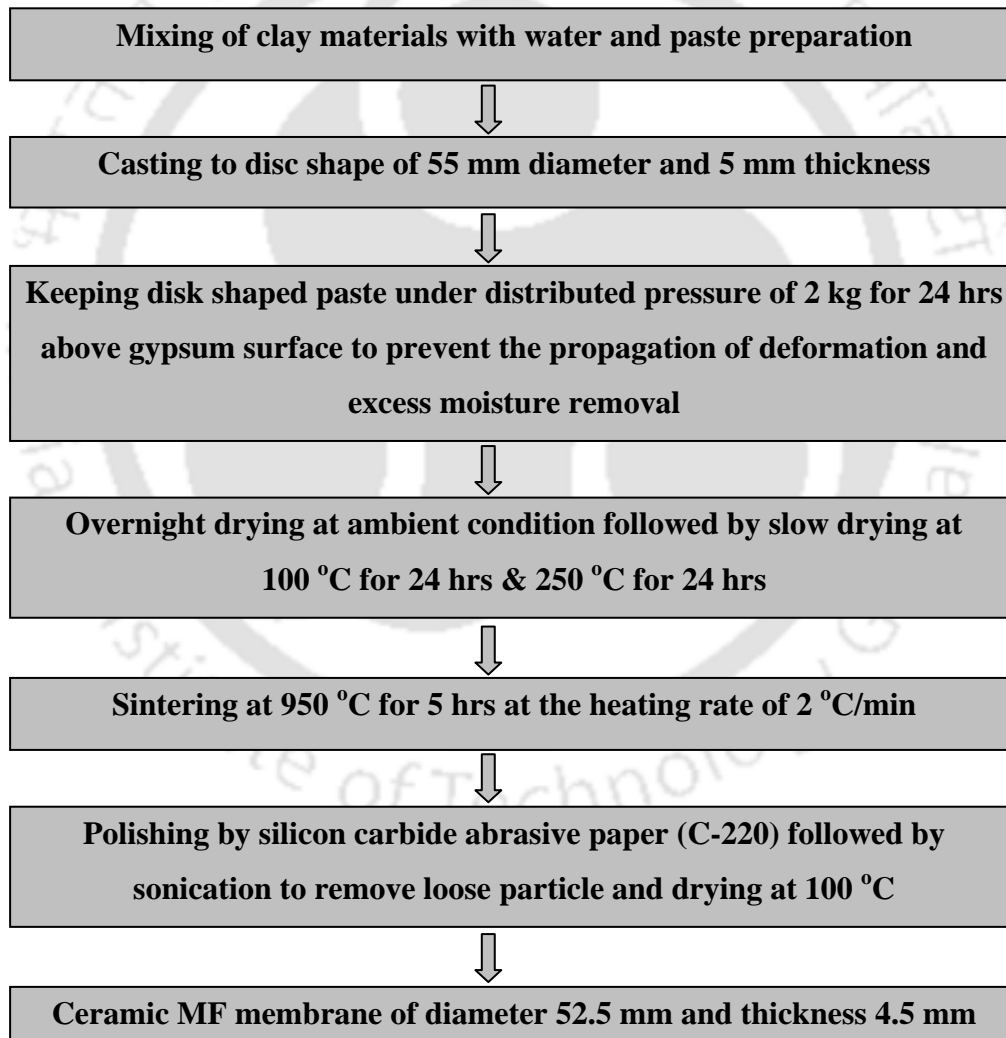 Mixing of clay materials with water and paste preparation
Casting to disc shape of 55 mm diameter and 5 mm thickness
Keeping disk shaped paste under distributed pressure of 2 kg for 24 hrs
above gypsum surface to prevent the propagation of deformation and
excess moisture removal
Overnight drying at ambient condition followed by slow drying at
100 °C for 24 hrs & 250 °C for 24 hrs
Sintering at 950 °C for 5 hrs at the heating rate of 2 °C/min
Polishing by silicon carbide abrasive paper (C-220) followed by
sonication to remove loose particle and drying at 100 °C
Ceramic MF membrane of diameter 52.5 mm and thickness 4.5 mm